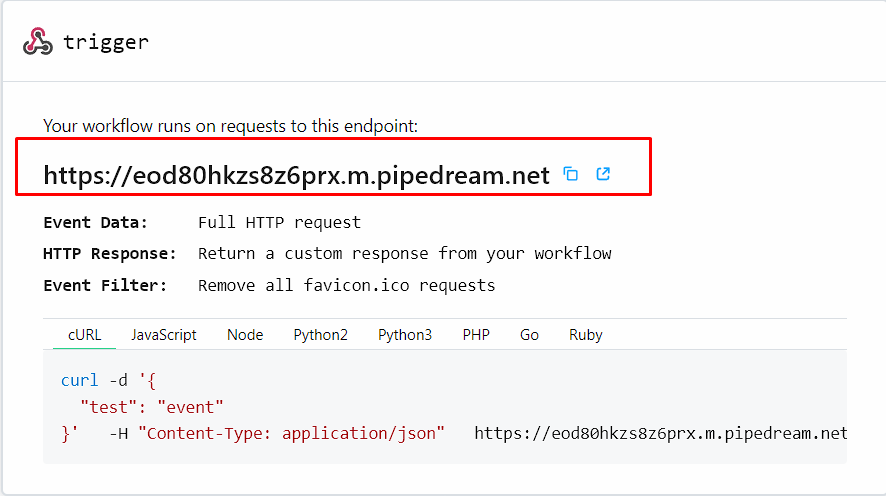 trigger
Your workflow runs on requests to this endpoint:
https://eod80hkzs8z6prx.m.pipedream.net
Event Data: Full HTTP request
HTTP Response: Return a custom response from your workflow
Event Filter: Remove all favicon.ico requests
cURL JavaScript Node Python2 Python3 PHP Go Ruby
curl -d '{
"test": "event"
}' -H "Content-Type: application/json" https://eod80hkzs8z6prx.m.pipedream.net